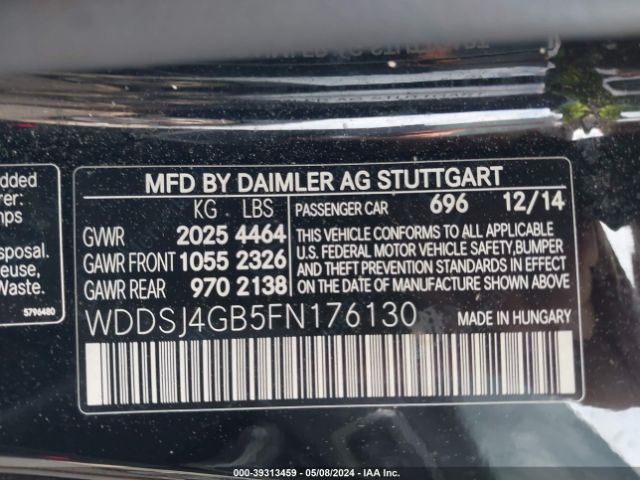 dded
rer:
mps
sposal.
euse,
Waste.
5796480
MFD BY DAIMLER AG STUTTGART
KG LBS
GVWR 2025 4464
GAWR FRONT 1055 2326
GAWR REAR 970 2138
PASSENGER CAR 696 12/14
THIS VEHICLE CONFORMS TO ALL APPLICABLE
U.S. FEDERAL MOTOR VEHICLE SAFETY, BUMPER
AND THEFT PREVENTION STANDARDS IN EFFECT
ON THE DATE OF MANUFACTURE SHOWN ABOVE
WDDSJ4GB5FN176130 MADE IN HUNGARY
000-39313459 - 05/08/2024 - IAA Inc.